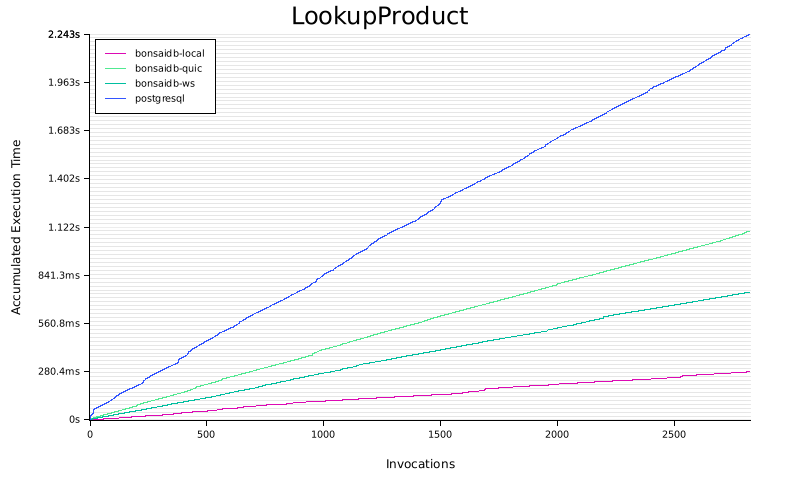 LookupProduct
2.243s
1.963s
1.683s
1.402s
1.122s
841.3ms
560.8ms
280.4ms
0s
bonsaidb-local
bonsaidb-quic
bonsaidb-ws
postgresql
Accumulated Execution Time
0 500 1000 1500 2000 2500
Invocations